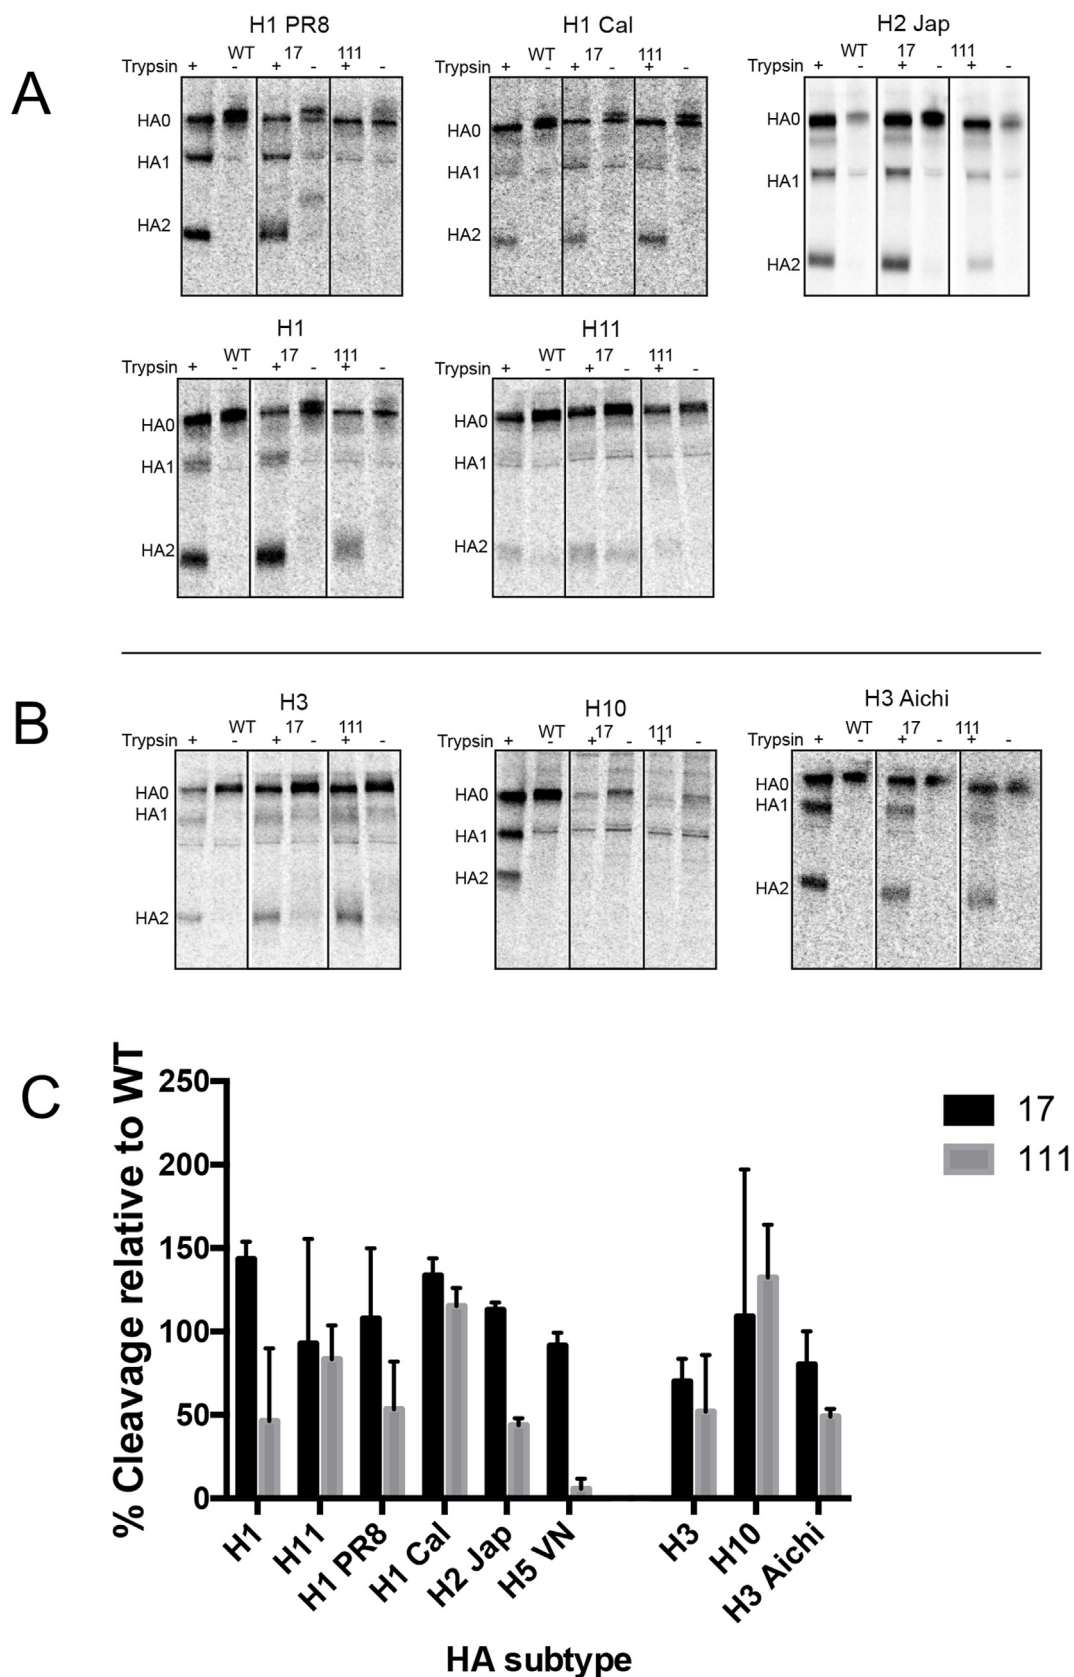 A
H1 PR8
WT 17 111
Trypsin + - + - + -
HA0
HA1
HA2
H1 Cal
WT 17 111
Trypsin + - + - + -
HA0
HA1
HA2
H2 Jap
WT 17 111
Trypsin + - + - + -
HA0
HA1
HA2
H1
WT 17 111
Trypsin + - + - + -
HA0
HA1
HA2
H11
WT 17 111
Trypsin + - + - + -
HA0
HA1
HA2
B
H3
WT 17 111
Trypsin + - + - + -
HA0
HA1
HA2
H10
WT 17 111
Trypsin + - + - + -
HA0
HA1
HA2
H3 Aichi
WT 17 111
Trypsin + - + - + -
HA0
HA1
HA2
C
% Cleavage relative to WT
250
200
150
100
50
0
17
111
H1
H11
H1 PR8
H1 Cal
H2 Jap
H5 VN
H3
H10
H3 Aichi
HA subtype